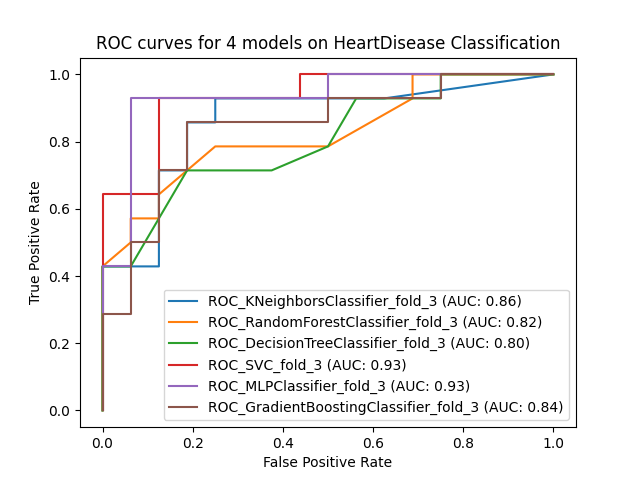 ROC curves for 4 models on HeartDisease Classification
1.0
0.8
0.6
0.4
0.2
0.0
True Positive Rate
ROC_KNeighborsClassifier_fold_3 (AUC: 0.86)
ROC_RandomForestClassifier_fold_3 (AUC: 0.82)
ROC_DecisionTreeClassifier_fold_3 (AUC: 0.80)
ROC_SVC_fold_3 (AUC: 0.93)
ROC_MLPClassifier_fold_3 (AUC: 0.93)
ROC_GradientBoostingClassifier_fold_3 (AUC: 0.84)
0.0 0.2 0.4 0.6 0.8 1.0
False Positive Rate